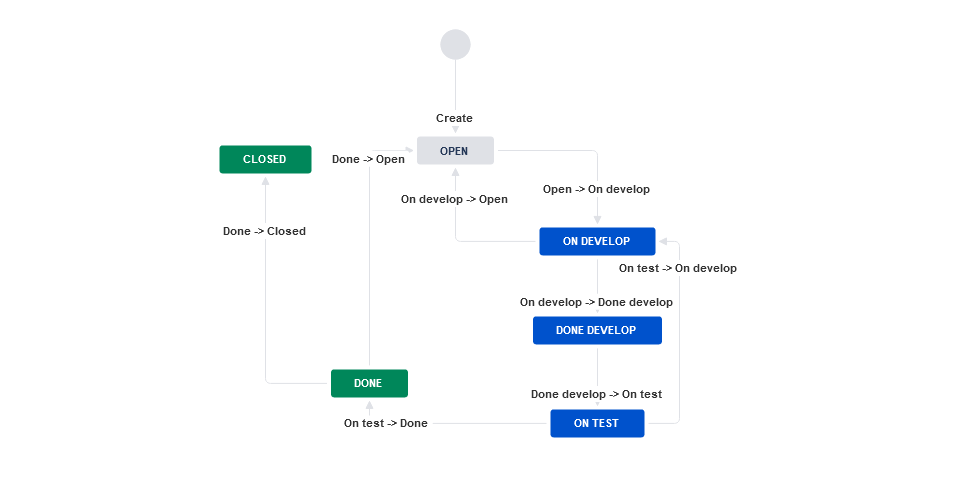 Create
OPEN
CLOSED
Done -> Open
Open -> On develop
On develop -> Open
Done -> Closed
ON DEVELOP
On test -> On develop
On develop -> Done develop
DONE DEVELOP
DONE
Done develop -> On test
On test -> Done
ON TEST